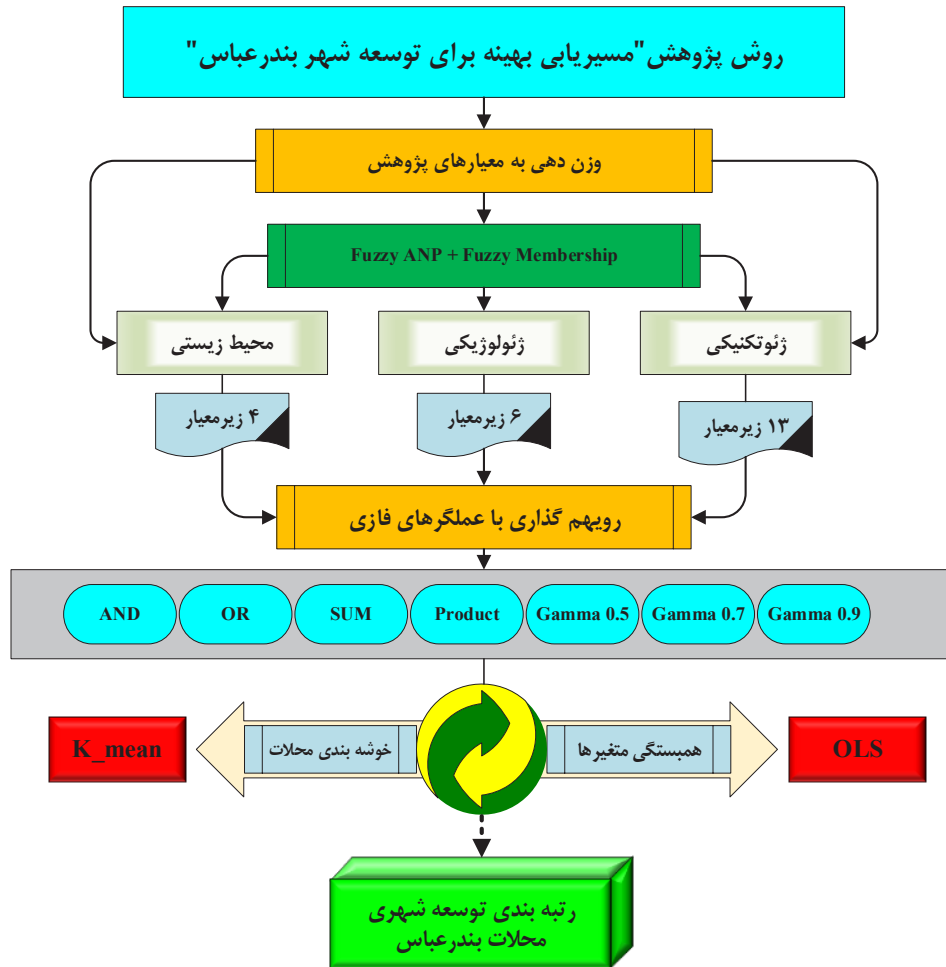 روش پژوهش"مسیریابی بهینه برای توسعه شهر بندرعباس"
وزن دهی به معیارهای پژوهش
Fuzzy ANP + Fuzzy Membership
ژئوتکنیکی
ژئولوژیکی
محیط زیستی
۱۳ زیرمعیار
۶ زیرمعیار
۴ زیرمعیار
رویهم گذاری با عملگرهای فازی
AND
OR
SUM
Product
Gamma 0.5
Gamma 0.7
Gamma 0.9
K_mean
خوشه بندی محلات
همبستگی متغیرها
OLS
رتبه بندی توسعه شهری
محلات بندرعباس